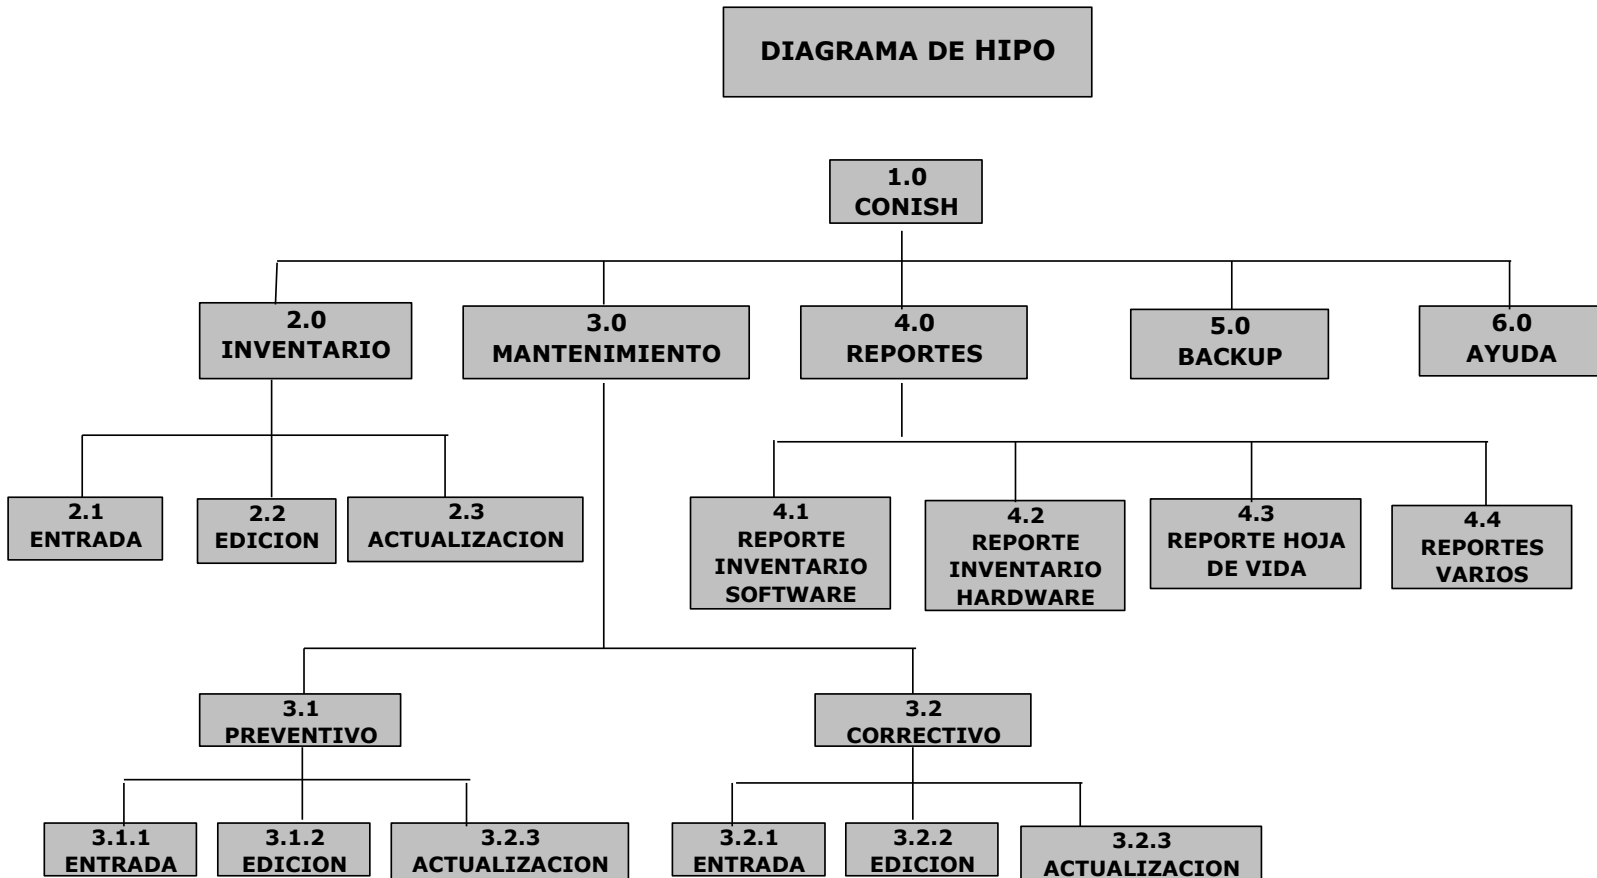 DIAGRAMA DE HIPO
1.0
CONISH
2.0
INVENTARIO
3.0
MANTENIMIENTO
4.0
REPORTES
5.0
BACKUP
6.0
AYUDA
2.1
ENTRADA
2.2
EDICION
2.3
ACTUALIZACION
4.1
REPORTE
INVENTARIO
SOFTWARE
4.2
REPORTE
INVENTARIO
HARDWARE
4.3
REPORTE HOJA
DE VIDA
4.4
REPORTES
VARIOS
3.1
PREVENTIVO
3.2
CORRECTIVO
3.1.1
ENTRADA
3.1.2
EDICION
3.2.3
ACTUALIZACION
3.2.1
ENTRADA
3.2.2
EDICION
3.2.3
ACTUALIZACION